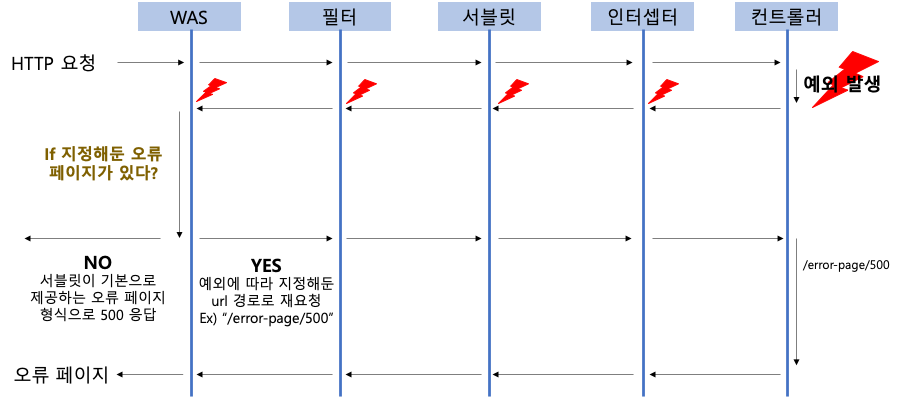 WAS
필터
서블릿
인터셉터
컨트롤러
HTTP 요청
예외 발생
If 지정해둔 오류
페이지가 있다?
NO
서블릿이 기본으로
제공하는 오류 페이지
형식으로 500 응답
YES
예외에 따라 지정해둔
url 경로로 재요청
Ex) “/error-page/500”
/error-page/500
오류 페이지